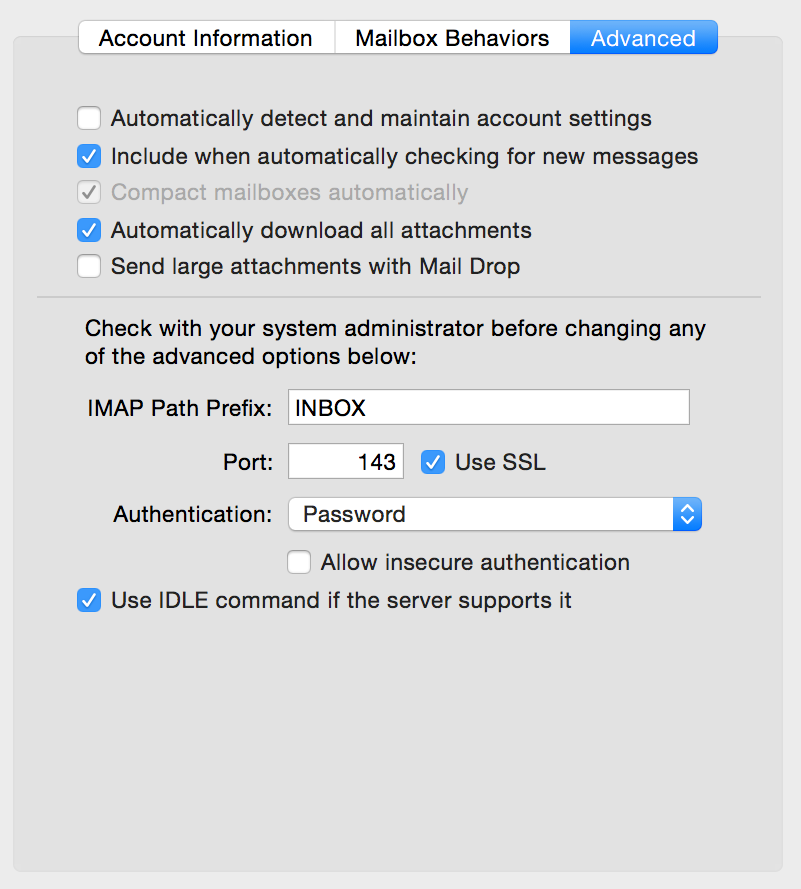 Account Information
Mailbox Behaviors
Advanced
Automatically detect and maintain account settings
Include when automatically checking for new messages
Compact mailboxes automatically
Automatically download all attachments
Send large attachments with Mail Drop
Check with your system administrator before changing any
of the advanced options below:
IMAP Path Prefix: INBOX
Port: 143 Use SSL
Authentication: Password
Allow insecure authentication
Use IDLE command if the server supports it